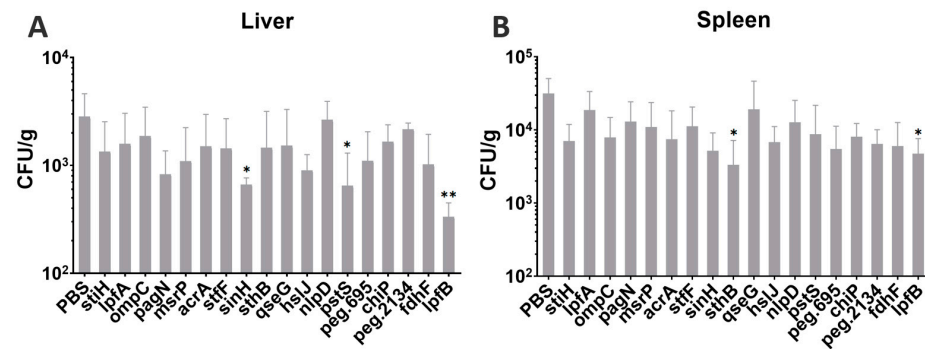 A
Liver
CFU/g
10⁴
10³
10²
*
*
**
PBS
stiH
lpfA
ompC
pagN
msrP
acrA
stfF
sinH
sthB
qseG
hslJ
nlpD
pstS
peg.695
chiP
peg.2134
fdhF
lpfB
B
Spleen
CFU/g
10⁵
10⁴
10³
10²
*
*
PBS
stiH
lpfA
ompC
pagN
msrP
acrA
stfF
sinH
sthB
qseG
hslJ
nlpD
pstS
peg.695
chiP
peg.2134
fdhF
lpfB